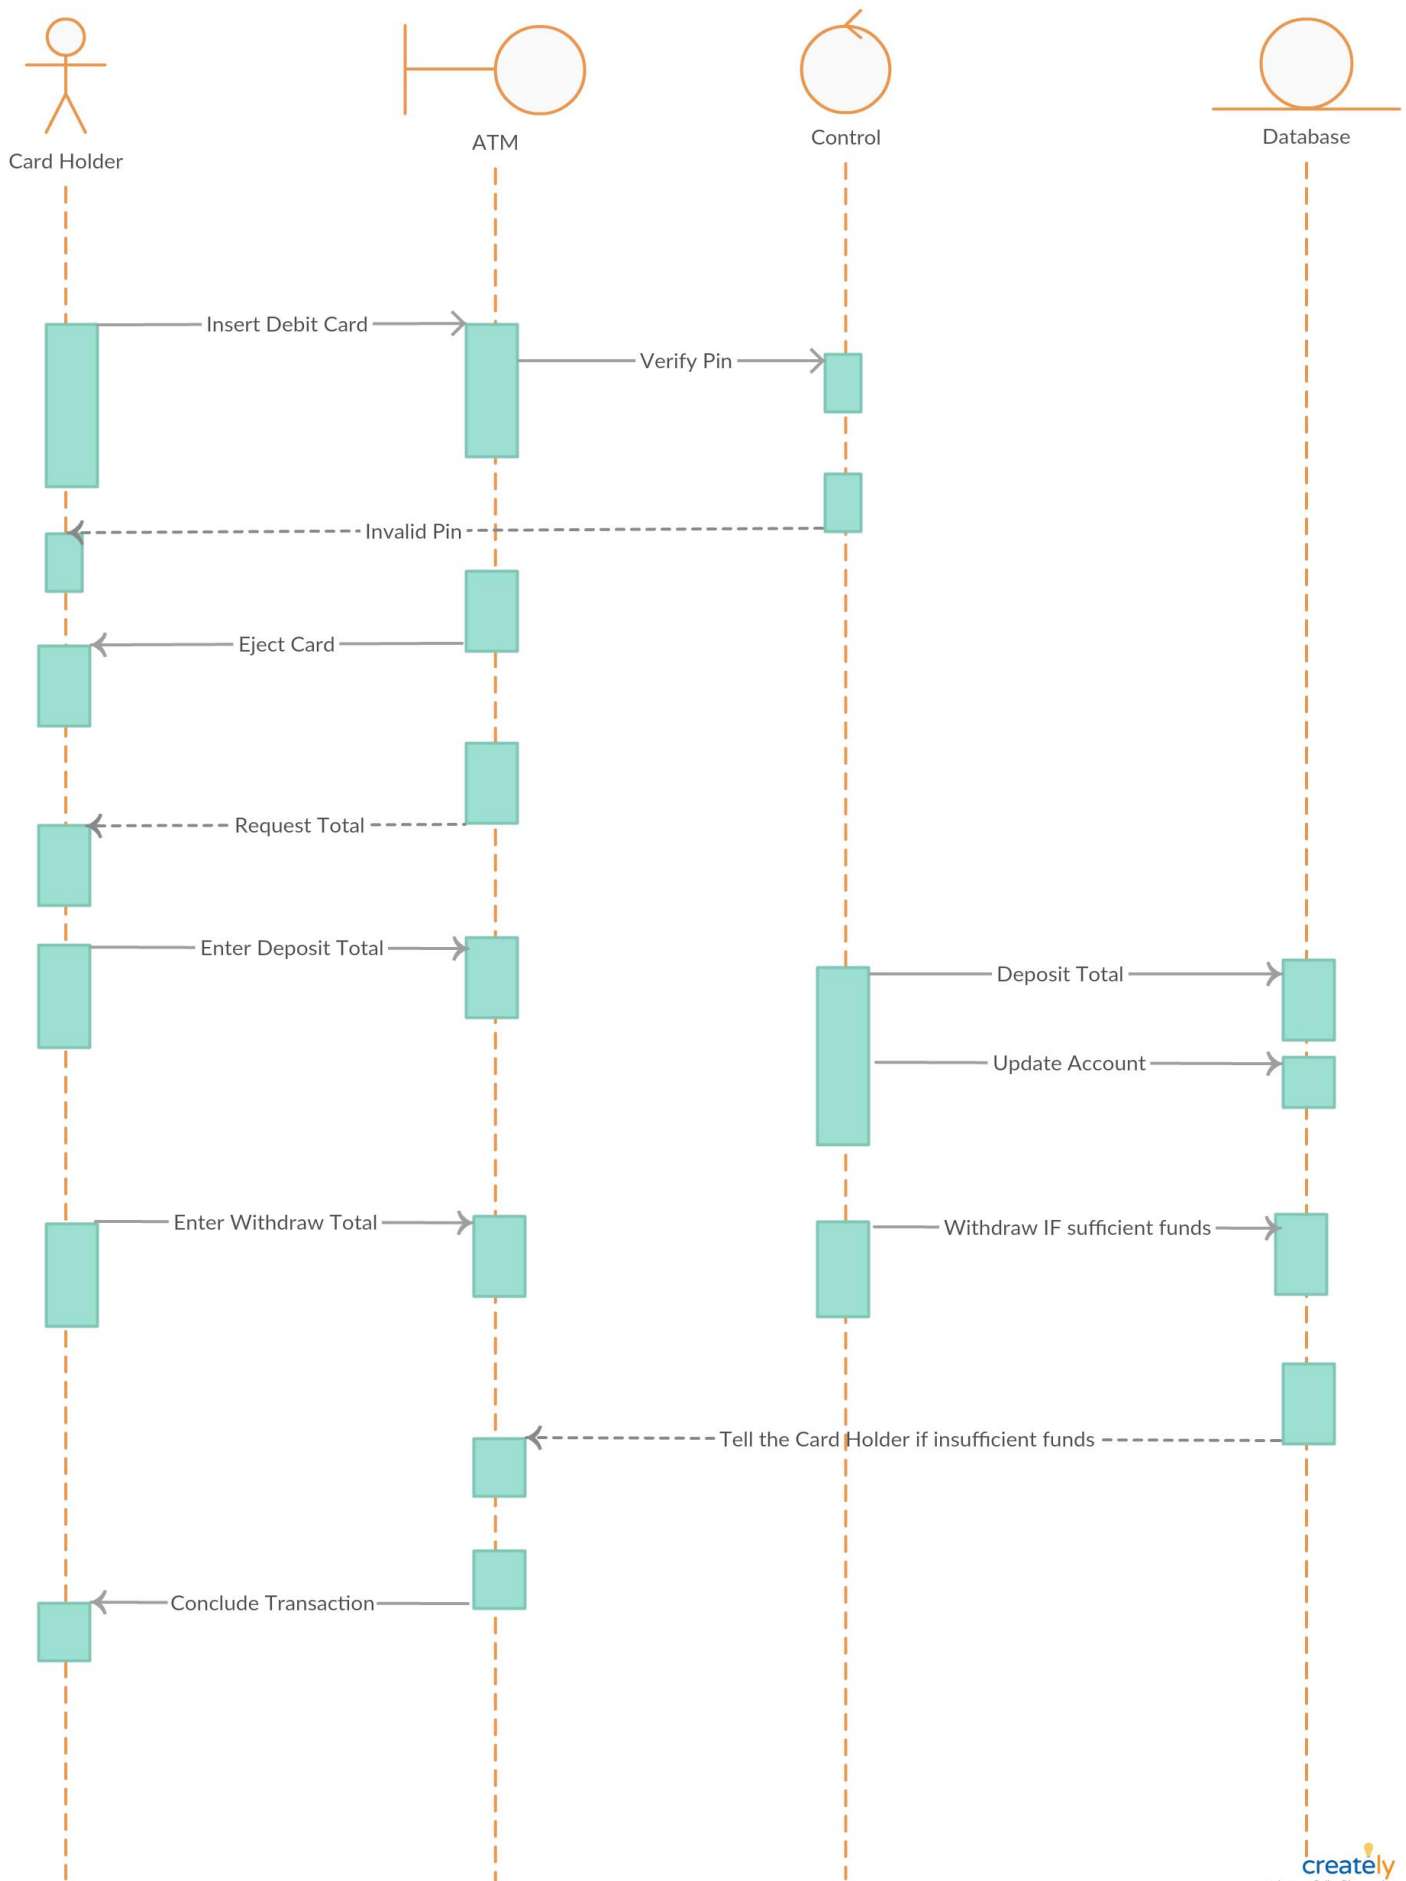 Card Holder
ATM
Control
Database
Insert Debit Card
Verify Pin
Invalid Pin
Eject Card
Request Total
Enter Deposit Total
Deposit Total
Update Account
Enter Withdraw Total
Withdraw IF sufficient funds
Tell the Card Holder if insufficient funds
Conclude Transaction
creately